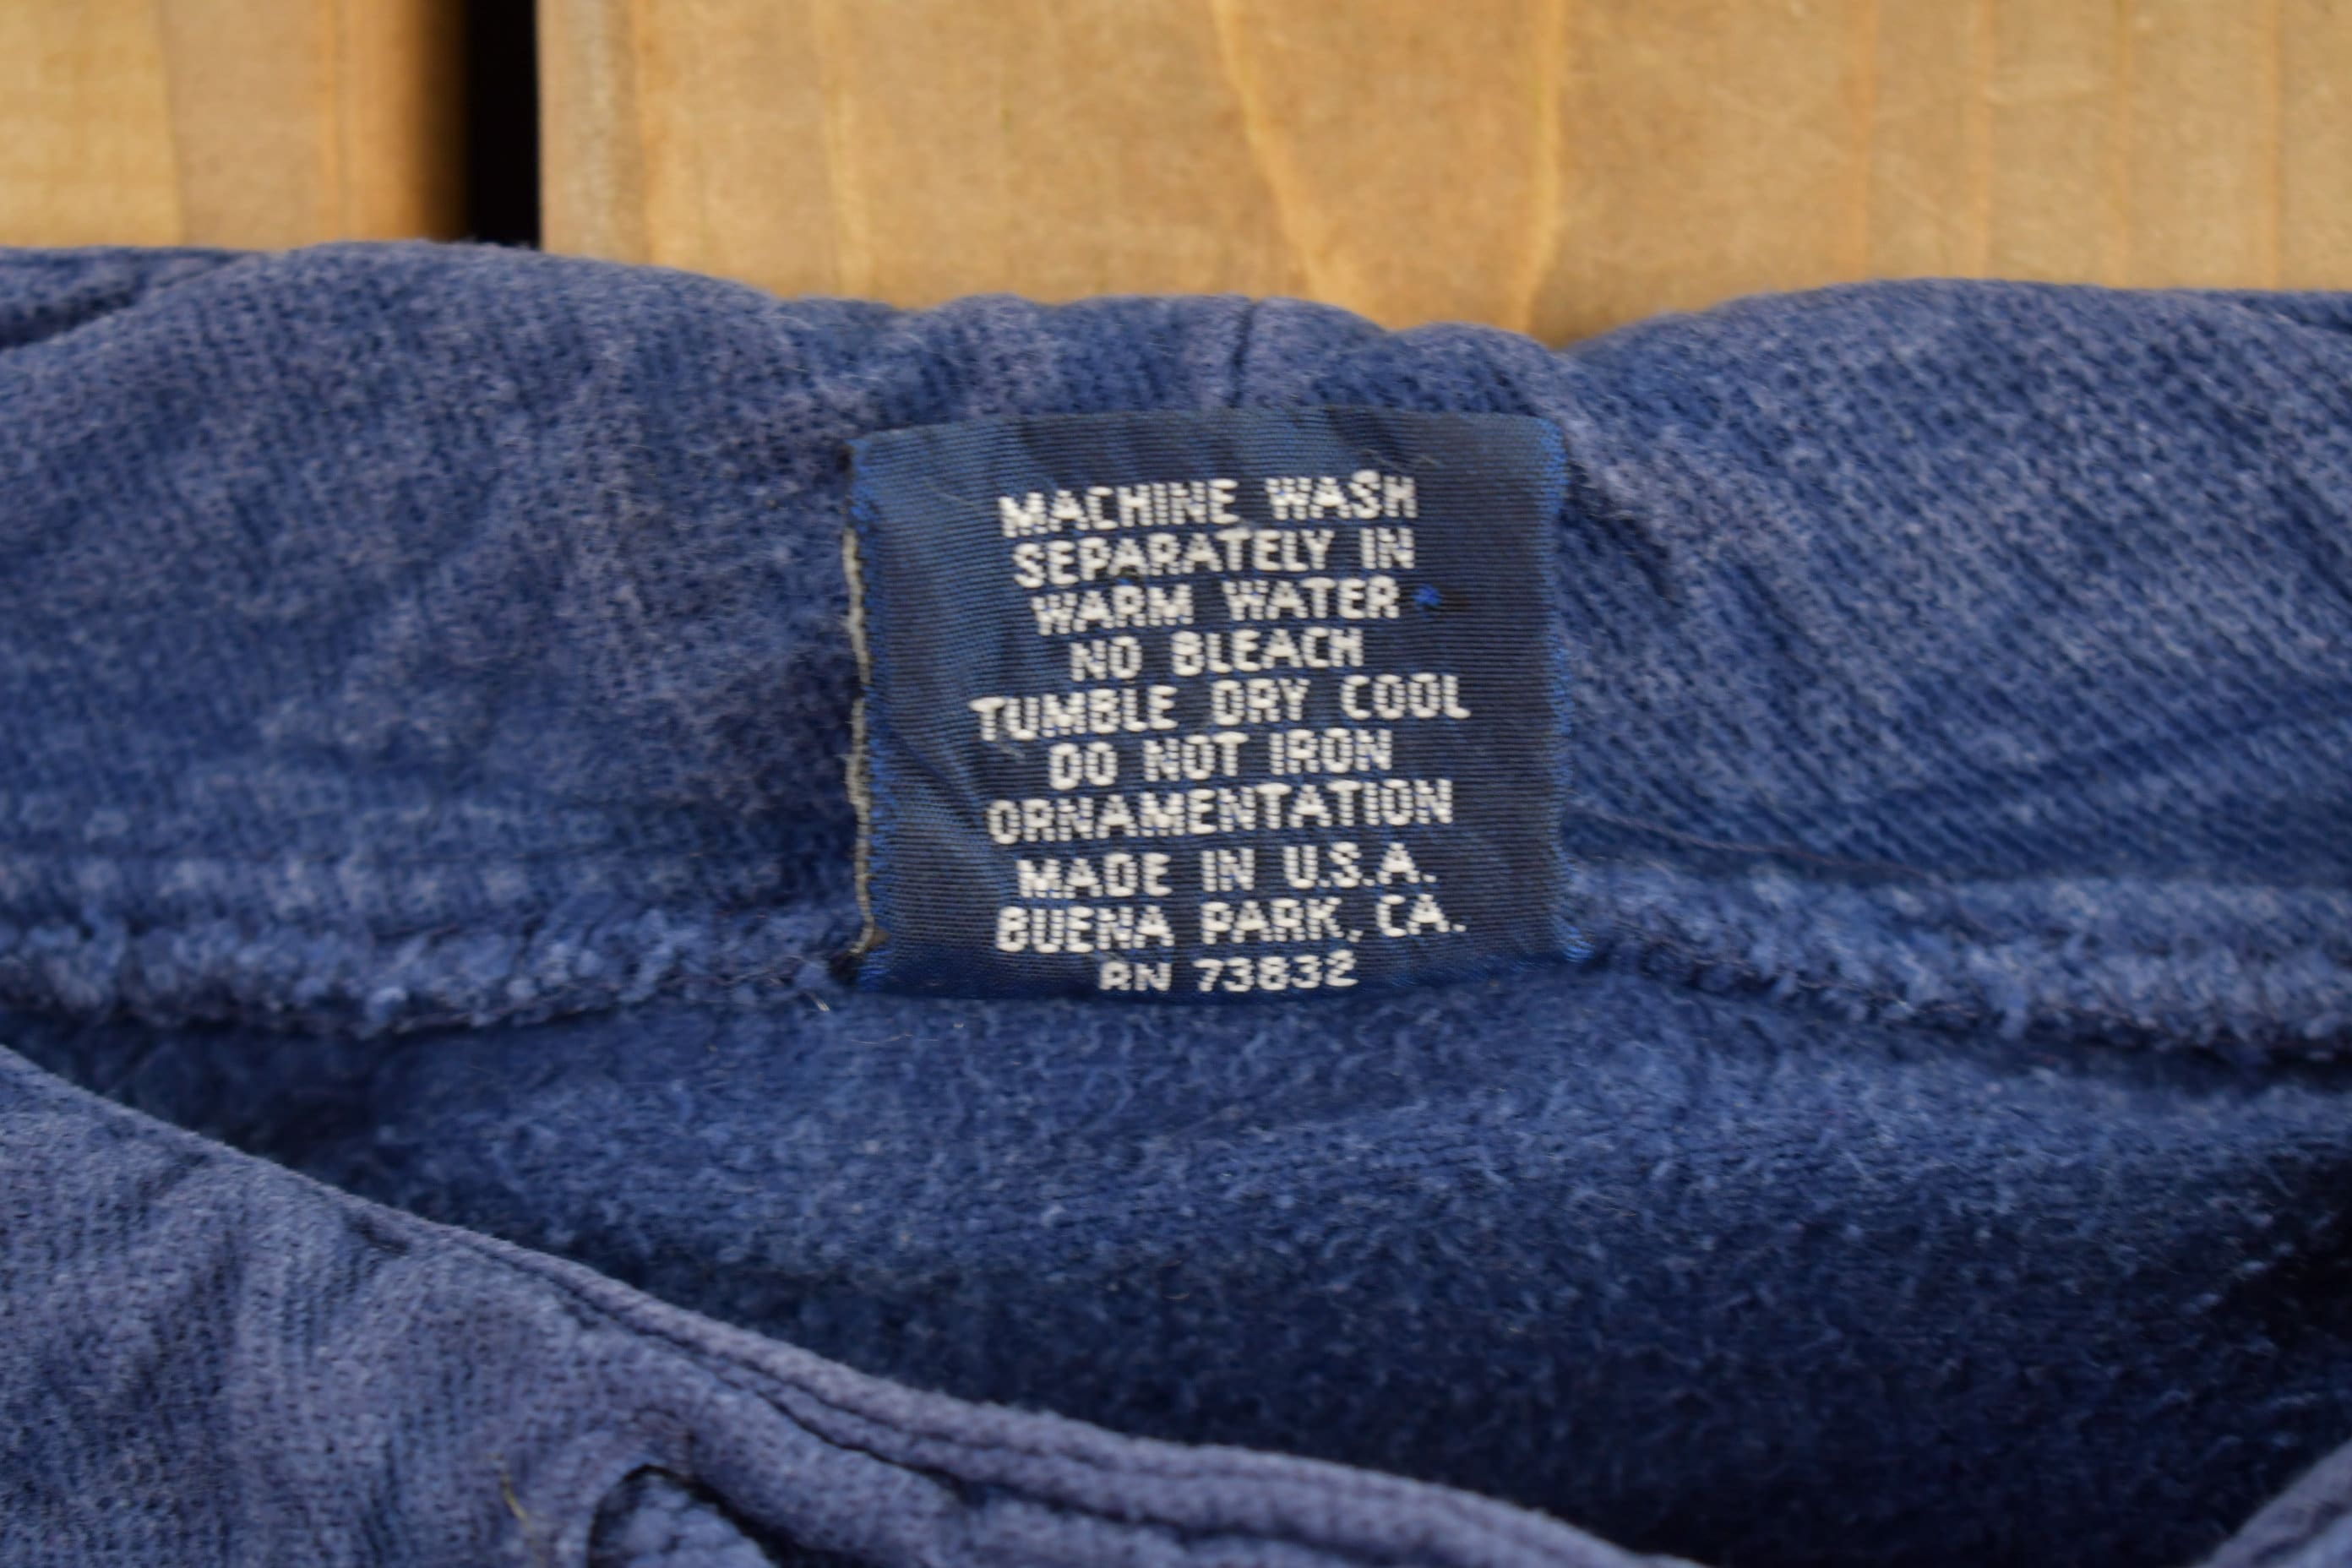 MACHINE WASH
SEPARATELY IN
WARM WATER
NO BLEACH
TUMBLE DRY COOL
DO NOT IRON
ORNAMENTATION
MADE IN U.S.A.
BUENA PARK, CA.
RN 73832